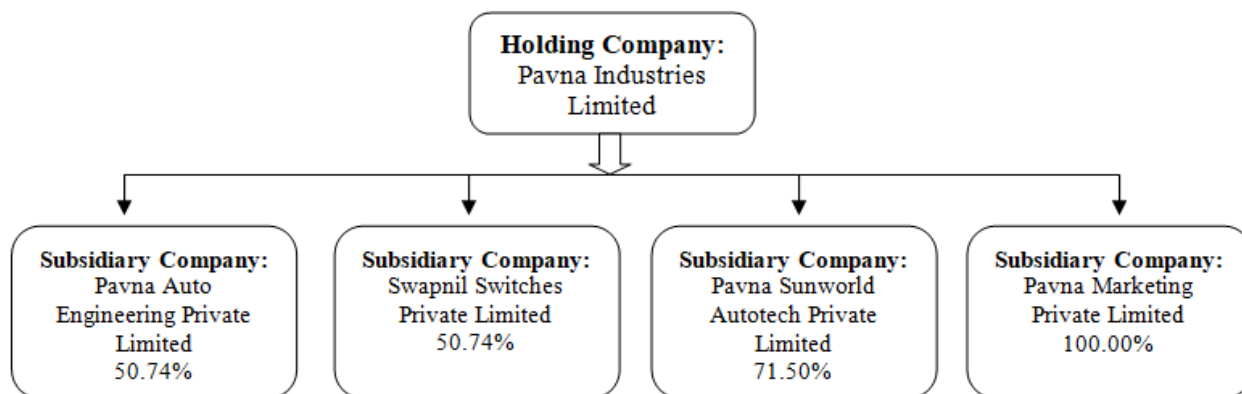 Holding Company:
Pavna Industries
Limited
Subsidiary Company:
Pavna Auto
Engineering Private
Limited
50.74%
Subsidiary Company:
Swapnil Switches
Private Limited
50.74%
Subsidiary Company:
Pavna Sunworld
Autotech Private
Limited
71.50%
Subsidiary Company:
Pavna Marketing
Private Limited
100.00%